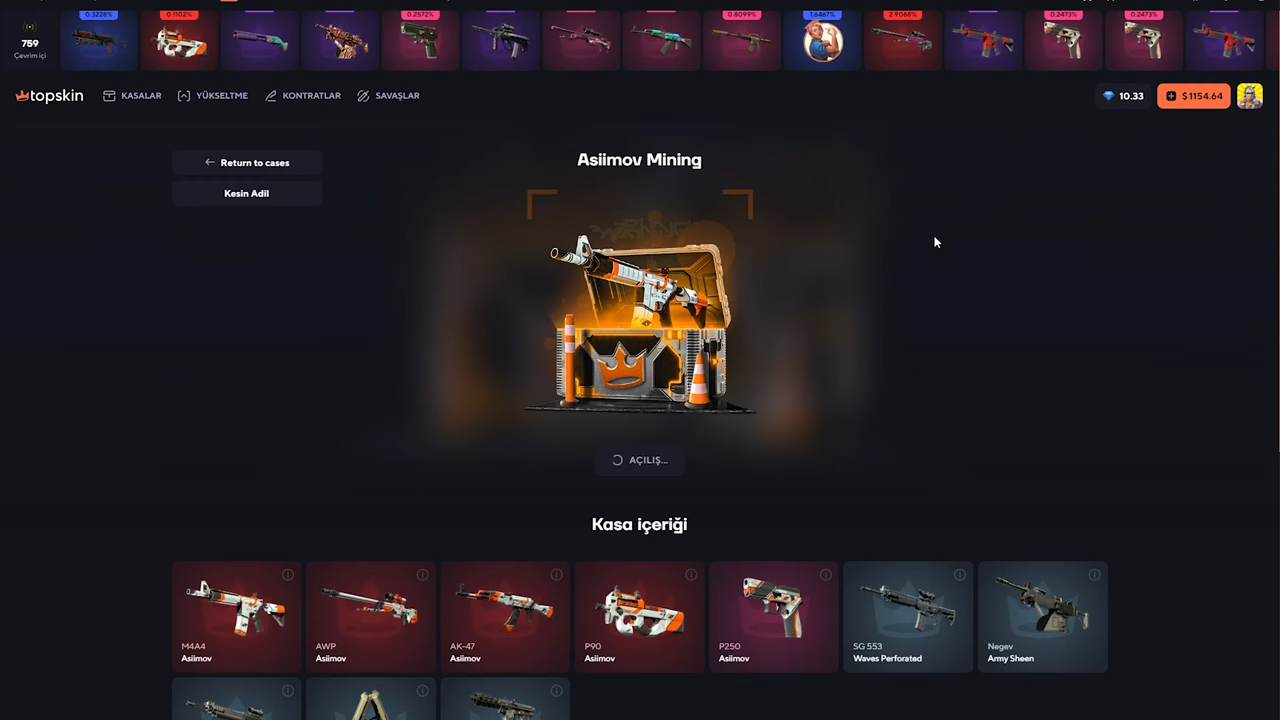 0.3228%
0.1102%
0.2572%
0.8099%
1.6467%
2.9068%
0.2473%
0.2473%
759
Çevrim içi
topskin
KASALAR
YÜKSELTME
KONTRATLAR
SAVAŞLAR
10.33
$1154.64
← Return to cases
Kesin Adil
Asiimov Mining
AÇILIŞ...
Kasa içeriği
M4A4
Asiimov
AWP
Asiimov
AK-47
Asiimov
P90
Asiimov
P250
Asiimov
SG 553
Waves Perforated
Negev
Army Sheen